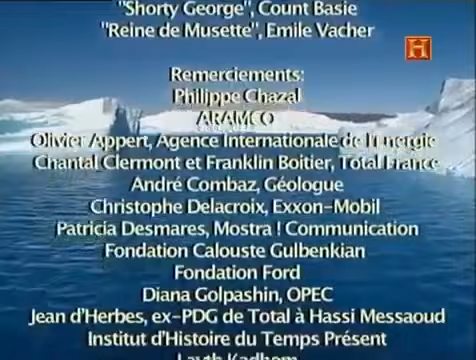 "Shorty George", Count Basie
"Reine de Musette", Emile Vacher
H
Remerciements:
Philippe Chazal
ARAMCO
Olivier Appert, Agence Internationale de l'Energie
Chantal Clermont et Franklin Boitier, Total France
André Combaz, Géologue
Christophe Delacroix, Exxon-Mobil
Patricia Desmares, Mostra ! Communication
Fondation Calouste Gulbenkian
Fondation Ford
Diana Golpashin, OPEC
Jean d'Herbes, ex-PDG de Total à Hassi Messaoud
Institut d'Histoire du Temps Présent